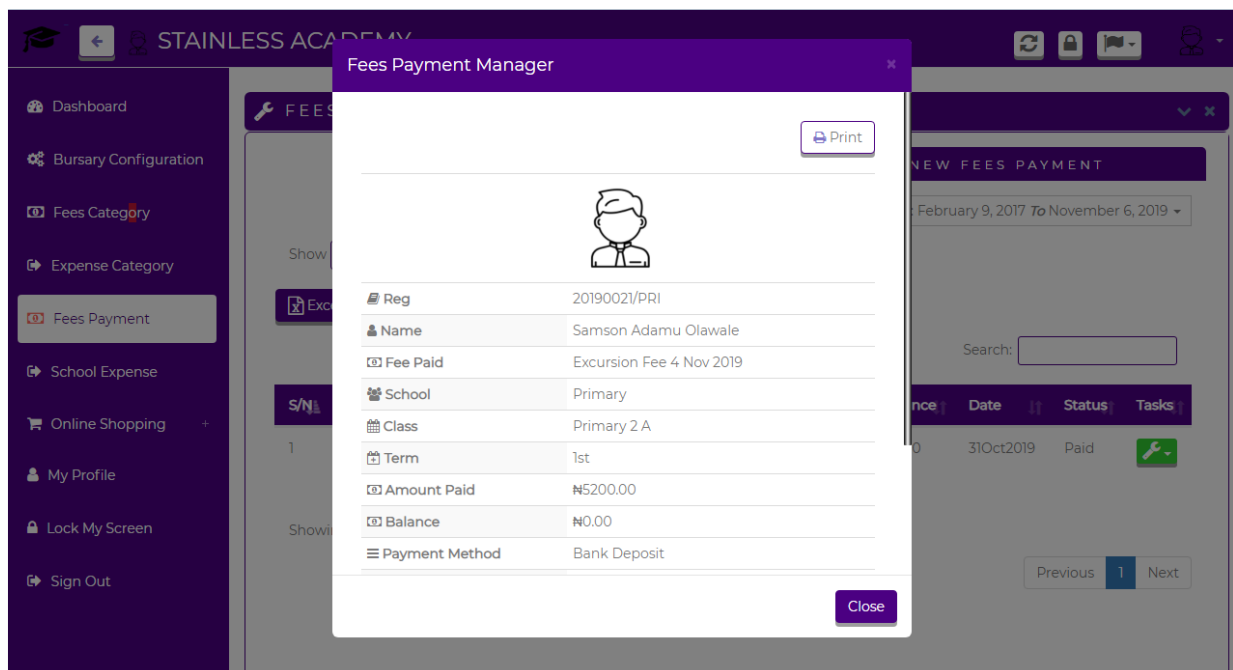 STAINLESS ACADEMY
Fees Payment Manager
×
Dashboard
Bursary Configuration
Fees Category
Expense Category
Fees Payment
School Expense
Online Shopping +
My Profile
Lock My Screen
Sign Out
FEES
Print
NEW FEES PAYMENT
February 9, 2017 To November 6, 2019
Show
Reg 20190021/PRI
Name Samson Adamu Olawale
Fee Paid Excursion Fee 4 Nov 2019
School Primary
Class Primary 2 A
Term 1st
Amount Paid ₦5200.00
Balance ₦0.00
Payment Method Bank Deposit
Search:
S/N Date Status Tasks
1 31Oct2019 Paid
Previous 1 Next
Close